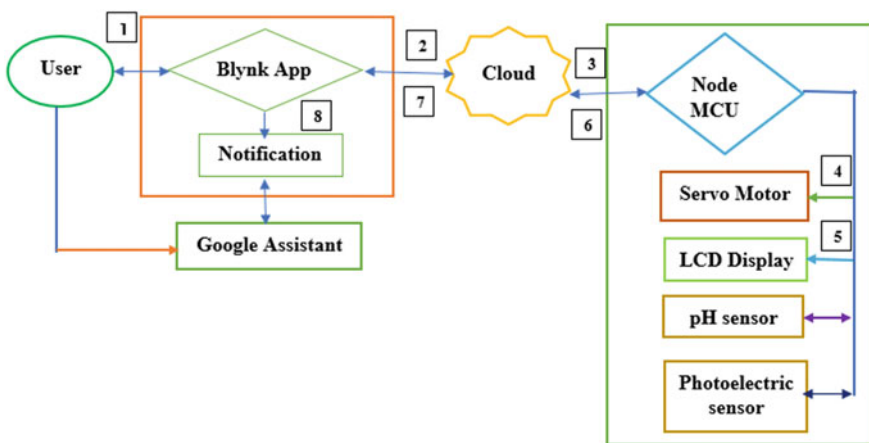 1
User
Blynk App
2
7
Cloud
3
6
Node
MCU
8
Notification
Google Assistant
4
Servo Motor
5
LCD Display
pH sensor
Photoelectric
sensor